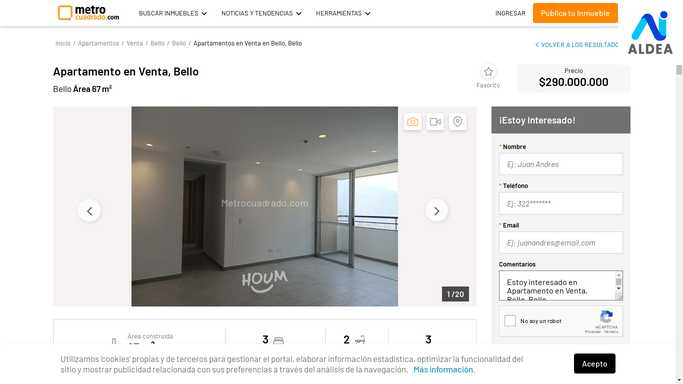 metro
cuadrado.com
BUSCAR INMUEBLES
NOTICIAS Y TENDENCIAS
HERRAMIENTAS
INGRESAR
Publica tu Inmueble
AI
ALDEA
Inicio / Apartamentos / Venta / Bello / Bello / Apartamentos en Venta en Bello, Bello
VOLVER A LOS RESULTADO
Apartamento en Venta, Bello
Bello Área 67 m²
Favorito
Precio
$290.000.000
Metrocuadrado.com
HOUM
1 / 20
¡Estoy Interesado!
* Nombre
Ej: Juan Andres
* Teléfono
Ej: 322*******
* Email
Ej: juanandres@email.com
Comentarios
Estoy interesado en
Apartamento en Venta,
Bello, Bello
No soy un robot
reCAPTCHA
Privacidad - Términos
Área construida
3
2
3
Utilizamos 'cookies' propias y de terceros para gestionar el portal, elaborar información estadística, optimizar la funcionalidad del
sitio y mostrar publicidad relacionada con sus preferencias a través del análisis de la navegación. Más información.
Acepto